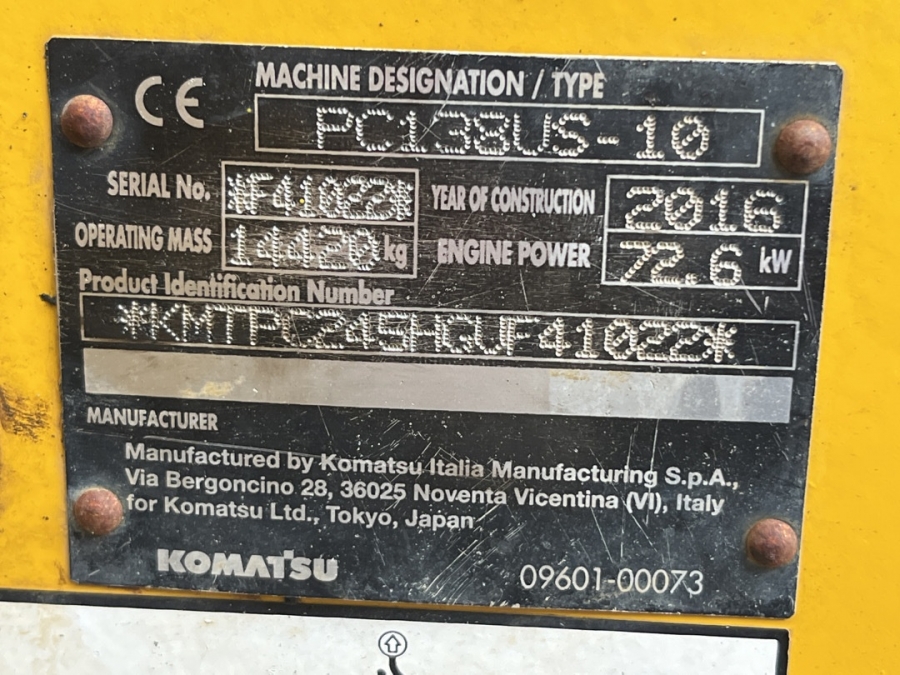 CE MACHINE DESIGNATION / TYPE
PC138US-10
SERIAL No. *F41022* YEAR OF CONSTRUCTION 2016
OPERATING MASS 14420 kg ENGINE POWER 72.6 kW
Product Identification Number
*KMTPC245HGUF41022*
MANUFACTURER
Manufactured by Komatsu Italia Manufacturing S.p.A.,
Via Bergoncino 28, 36025 Noventa Vicentina (VI), Italy
for Komatsu Ltd., Tokyo, Japan
KOMATSU 09601-00073